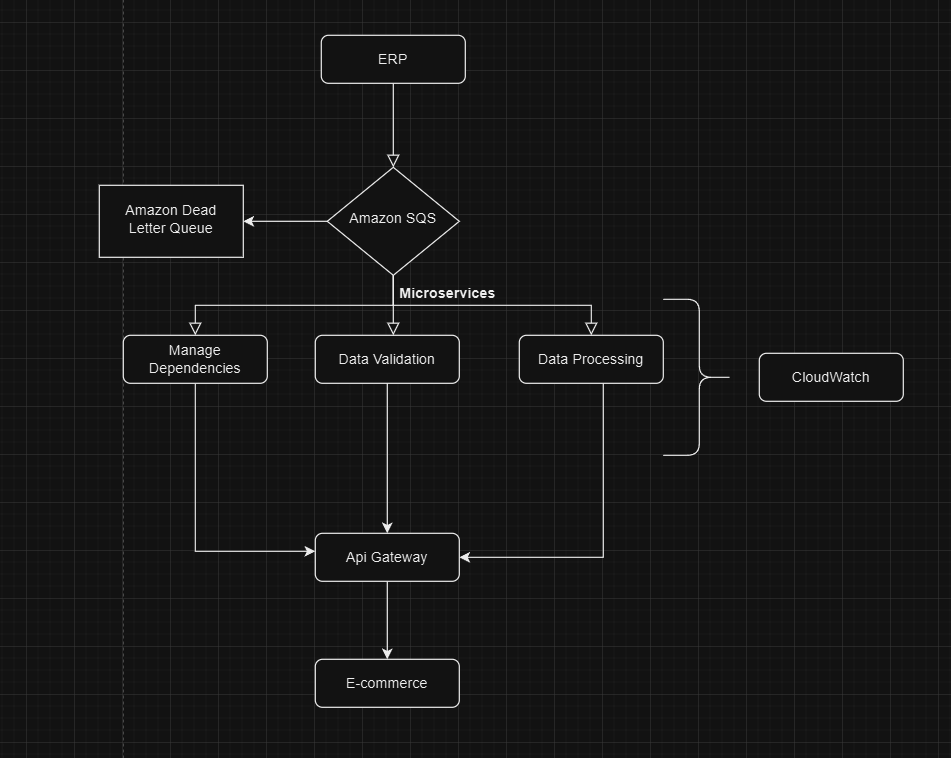 ERP
Amazon SQS
Amazon Dead
Letter Queue
Microservices
Manage
Dependencies
Data Validation
Data Processing
CloudWatch
Api Gateway
E-commerce